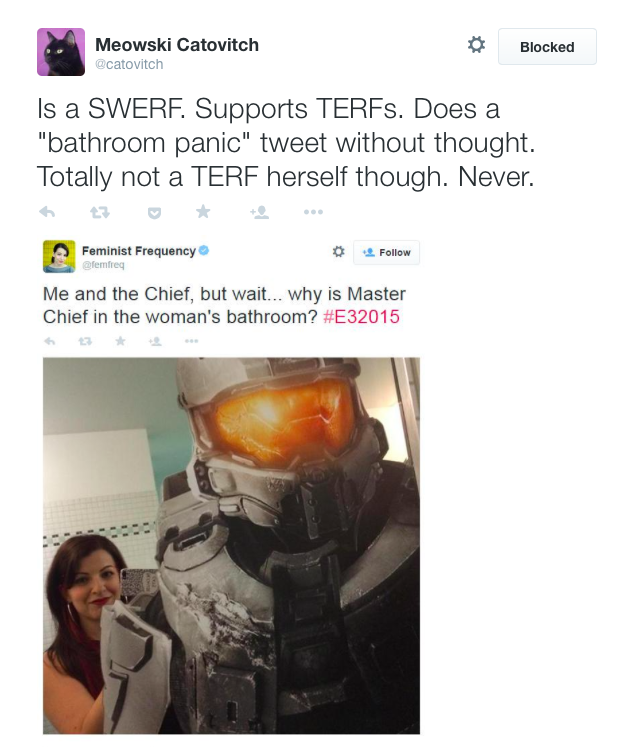 Meowski Catovitch
@catovitch
Blocked
Is a SWERF. Supports TERFs. Does a
"bathroom panic" tweet without thought.
Totally not a TERF herself though. Never.
Feminist Frequency
@femfreq
Follow
Me and the Chief, but wait... why is Master
Chief in the woman's bathroom? #E32015